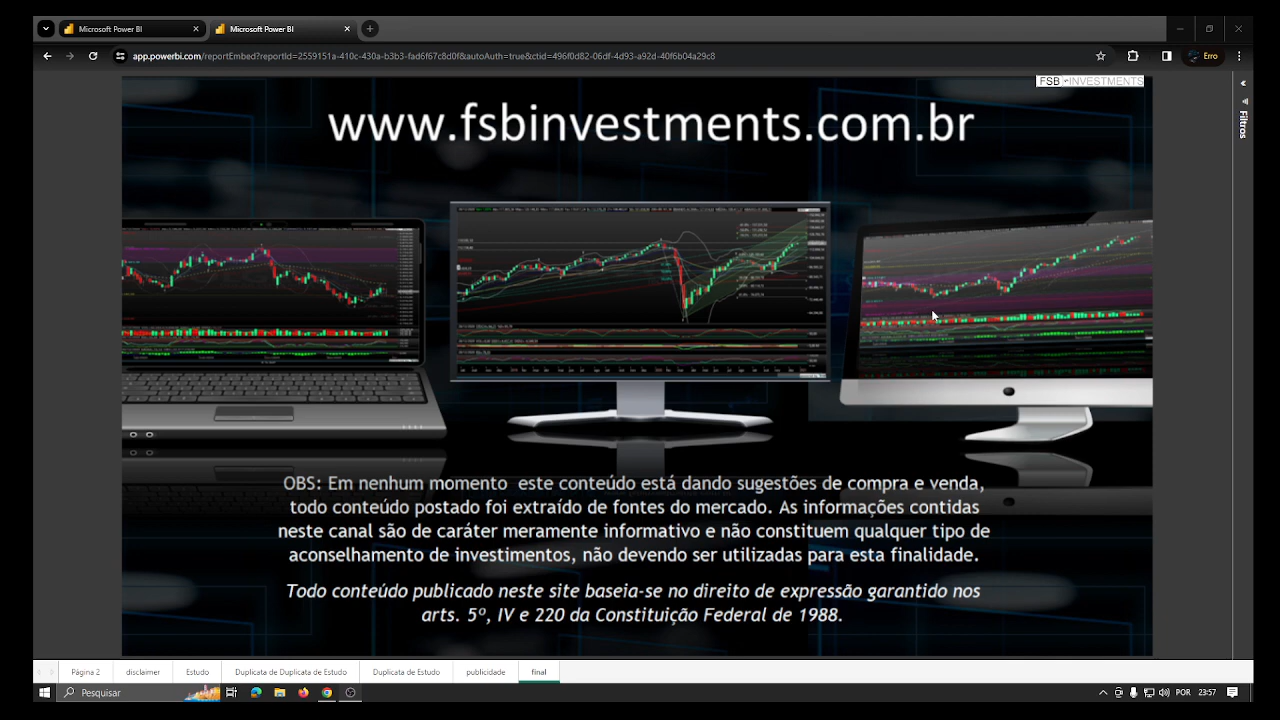 Microsoft Power BI
Microsoft Power BI
app.powerbi.com/reportEmbed?reportId=2559151a-410c-430a-b3b3-fad6f67c8d0f&autoAuth=true&ctid=496f0d82-06df-4d93-a92d-40f6b04a29c8
Erro
FSB INVESTMENTS
Filtros
www.fsbinvestments.com.br
OBS: Em nenhum momento este conteúdo está dando sugestões de compra e venda,
todo conteúdo postado foi extraído de fontes do mercado. As informações contidas
neste canal são de caráter meramente informativo e não constituem qualquer tipo de
aconselhamento de investimentos, não devendo ser utilizadas para esta finalidade.
Todo conteúdo publicado neste site baseia-se no direito de expressão garantido nos
arts. 5º, IV e 220 da Constituição Federal de 1988.
Página 2 disclaimer Estudo Duplicata de Duplicata de Estudo Duplicata de Estudo publicidade final
Pesquisar
POR 23:57